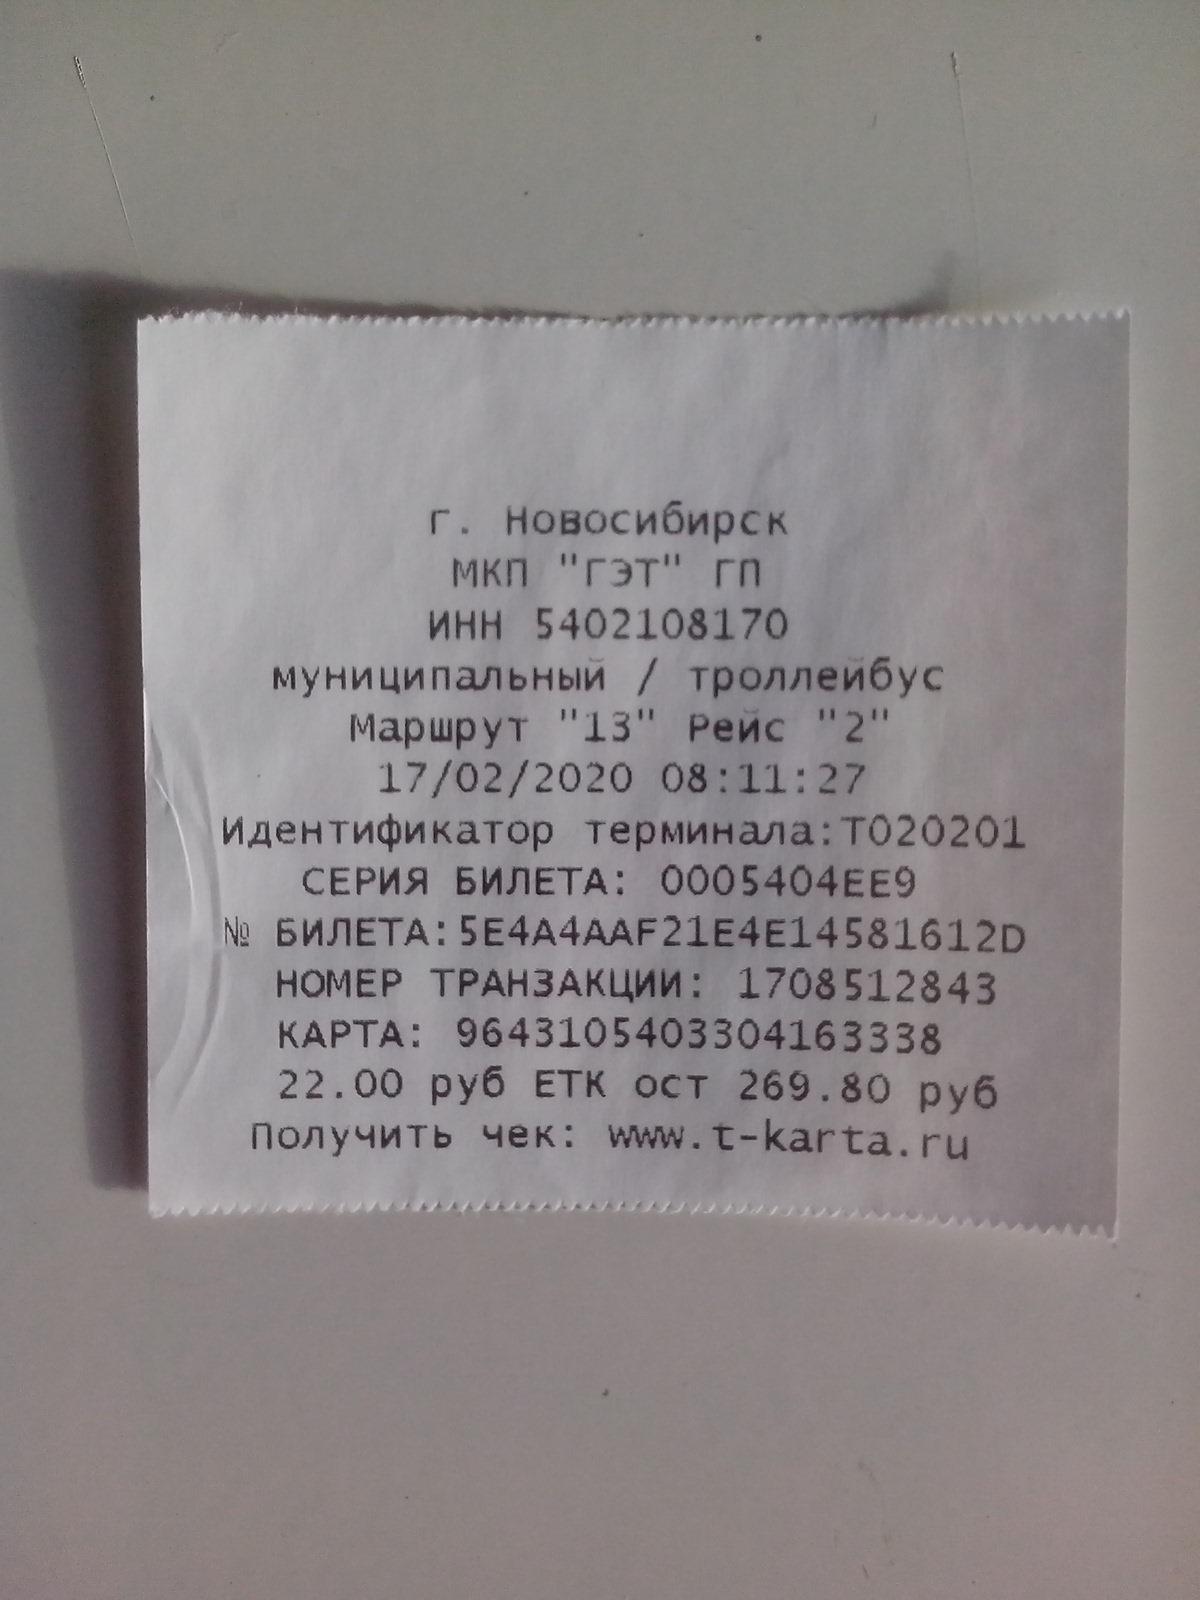 г. Новосибирск
МКП "ГЭТ" ГП
ИНН 5402108170
муниципальный / троллейбус
Маршрут "13" Рейс "2"
17/02/2020 08:11:27
Идентификатор терминала:T020201
СЕРИЯ БИЛЕТА: 0005404EE9
№ БИЛЕТА:5E4A4AAF21E4E14581612D
НОМЕР ТРАНЗАКЦИИ: 1708512843
КАРТА: 9643105403304163338
22.00 руб ЕТК ост 269.80 руб
Получить чек: www.t-karta.ru